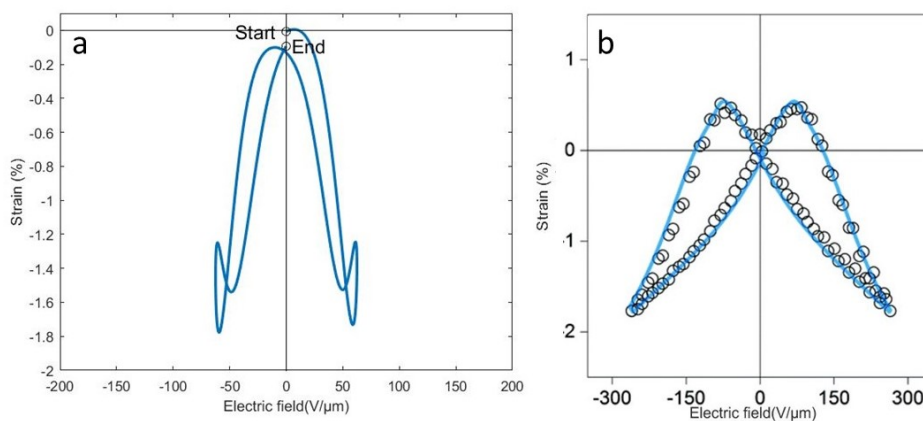 a
Start
End
0
-0.2
-0.4
-0.6
-0.8
-1
-1.2
-1.4
-1.6
-1.8
-2
Strain (%)
-200 -150 -100 -50 0 50 100 150 200
Electric field(V/µm)
b
1
0
-1
-2
Strain (%)
-300 -150 0 150 300
Electric field(V/µm)